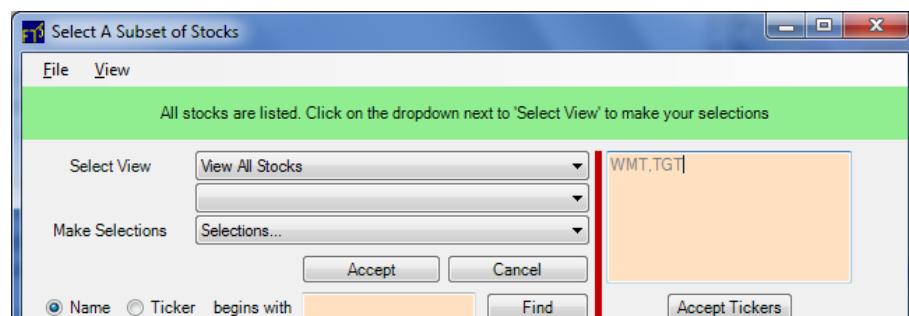 FTS Select A Subset of Stocks
File View
All stocks are listed. Click on the dropdown next to 'Select View' to make your selections
Select View View All Stocks WMT,TGT
Make Selections Selections...
Accept Cancel
Name Ticker begins with Find Accept Tickers